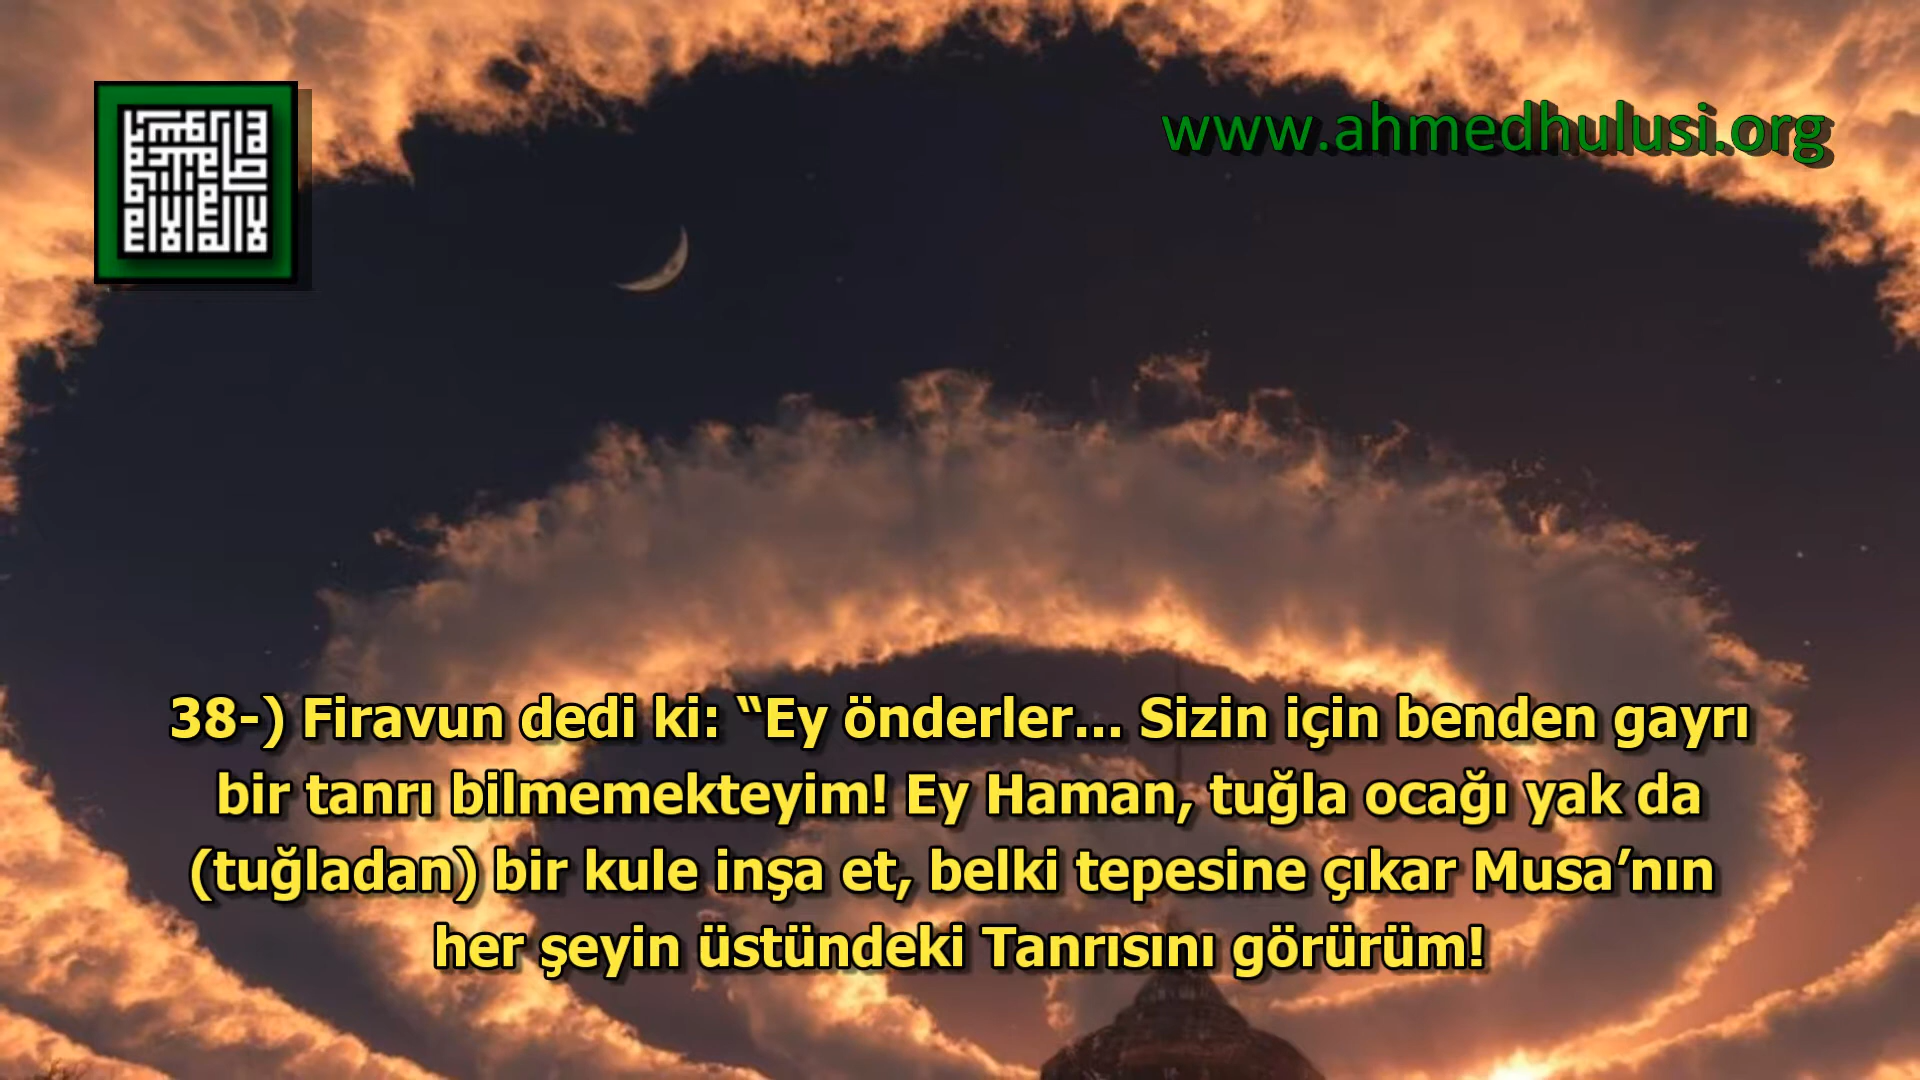 www.ahmedhulusi.org
38-) Firavun dedi ki: “Ey önderler... Sizin için benden gayrı
bir tanrı bilmemekteyim! Ey Haman, tuğla ocağı yak da
(tuğladan) bir kule inşa et, belki tepesine çıkar Musa’nın
her şeyin üstündeki Tanrısını görürüm!